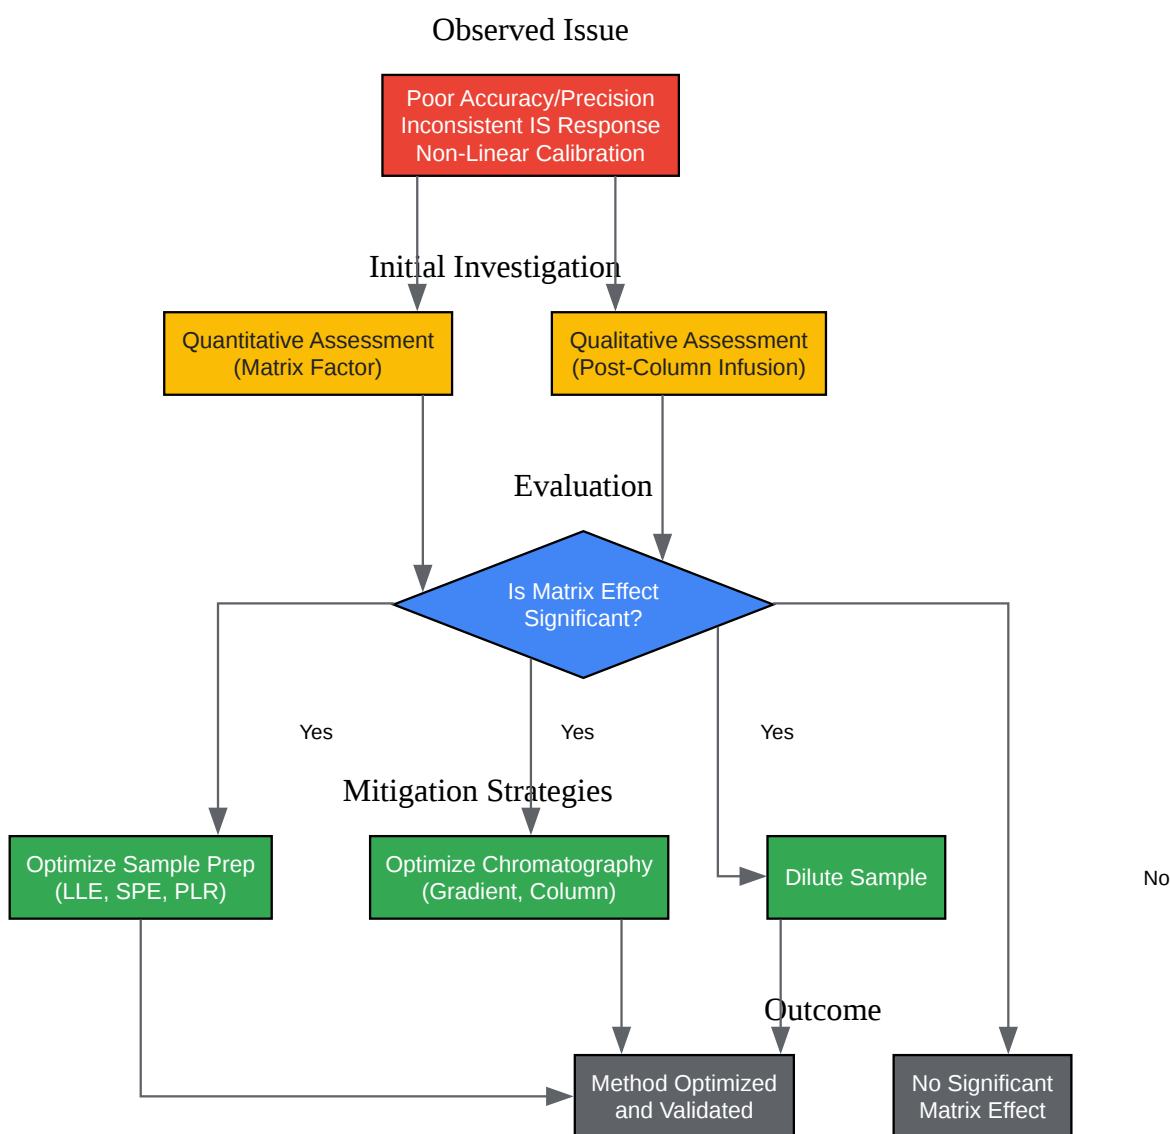 Observed Issue
Poor Accuracy/Precision
Inconsistent IS Response
Non-Linear Calibration
Initial Investigation
Quantitative Assessment
(Matrix Factor)
Qualitative Assessment
(Post-Column Infusion)
Evaluation
Is Matrix Effect
Significant?
Yes
Yes
Yes
Mitigation Strategies
Optimize Sample Prep
(LLE, SPE, PLR)
Optimize Chromatography
(Gradient, Column)
Dilute Sample
No
Outcome
Method Optimized
and Validated
No Significant
Matrix Effect